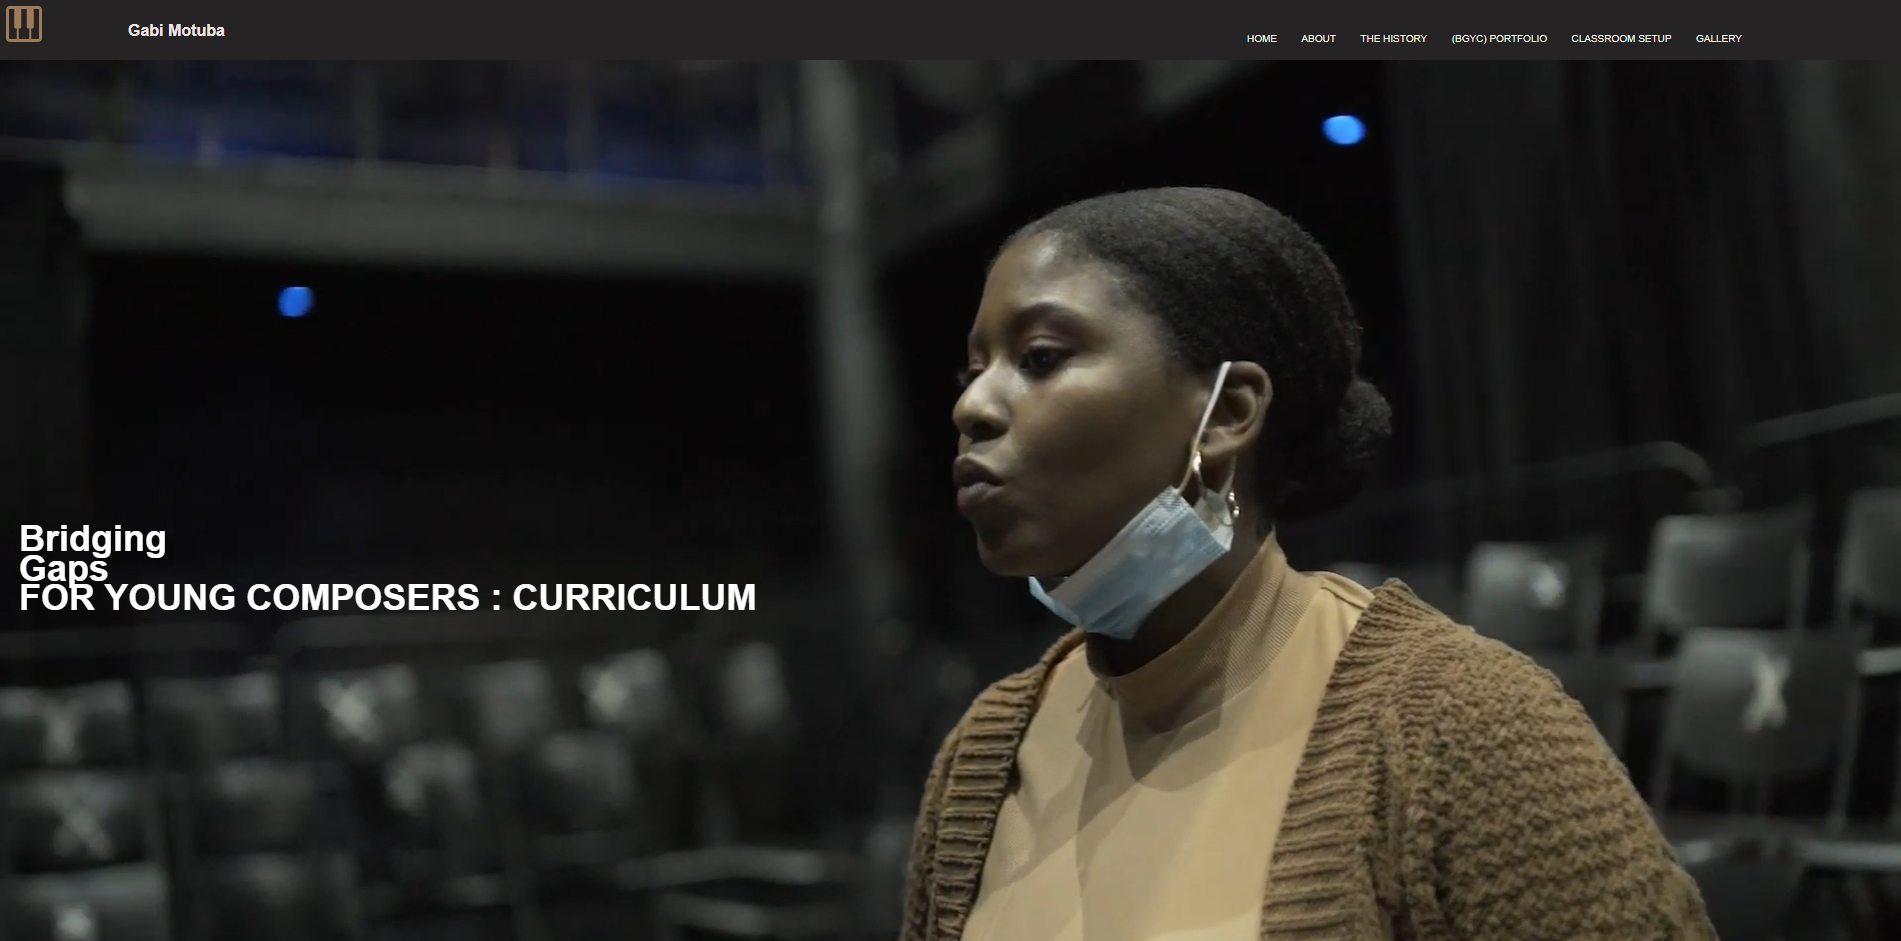 Gabi Motuba
HOME ABOUT THE HISTORY (BGYC) PORTFOLIO CLASSROOM SETUP GALLERY
Bridging
Gaps
FOR YOUNG COMPOSERS : CURRICULUM